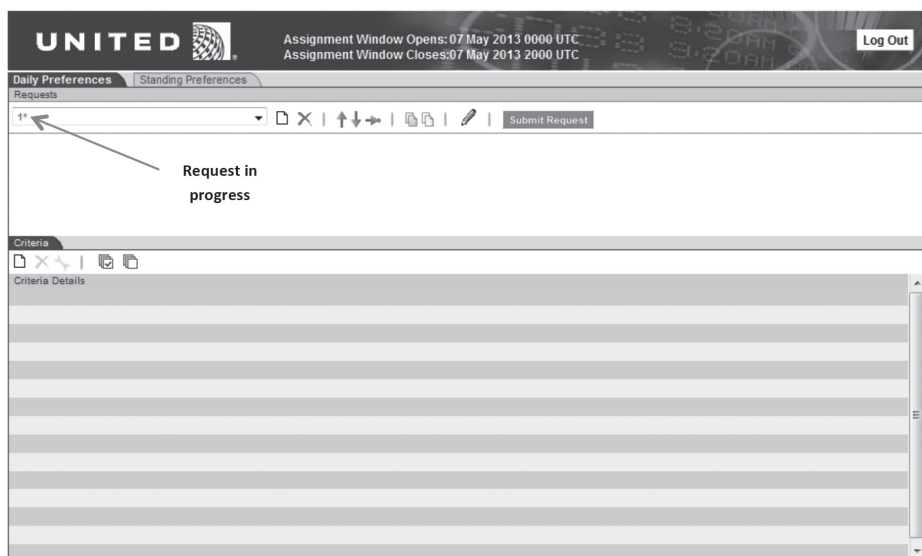 UNITED
Assignment Window Opens: 07 May 2013 0000 UTC
Assignment Window Closes:07 May 2013 2000 UTC
Log Out
Daily Preferences
Standing Preferences
Requests
1*
Submit Request
Request in
progress
Criteria
Criteria Details